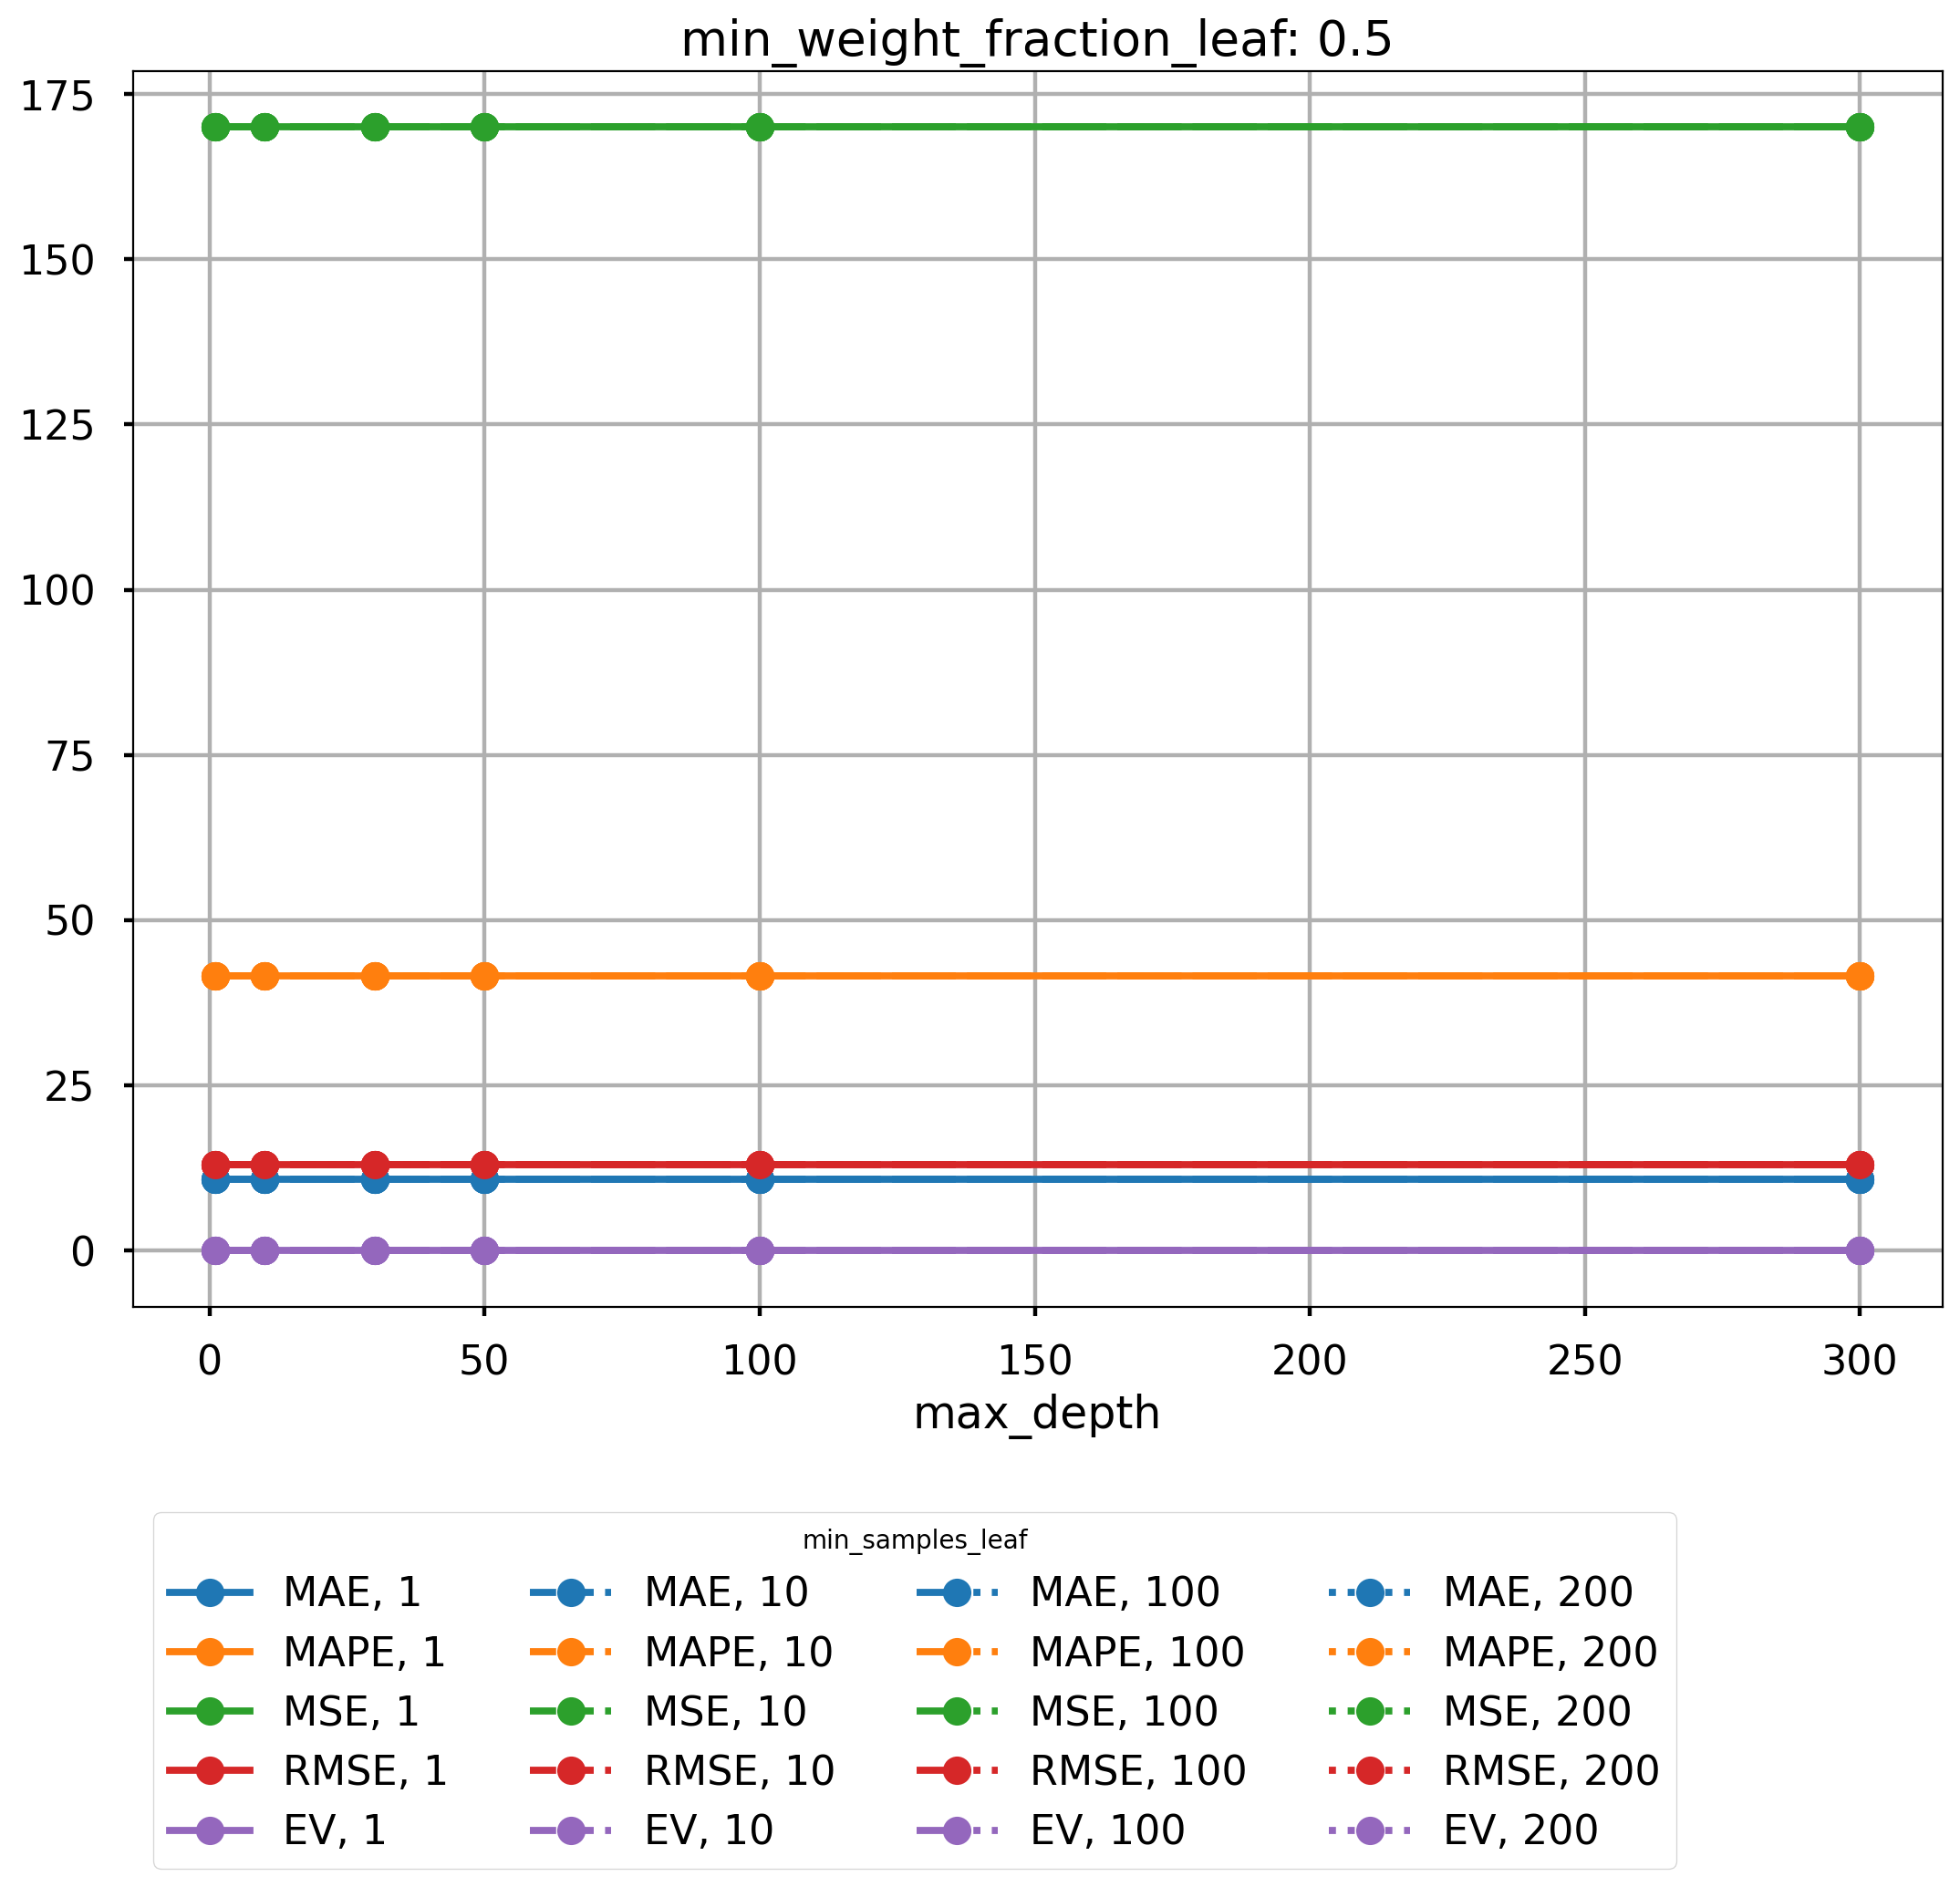 min_weight_fraction_leaf: 0.5
175
150
125
100
75
50
25
0
0 50 100 150 200 250 300
max_depth
min_samples_leaf
MAE, 1 MAE, 10 MAE, 100 MAE, 200
MAPE, 1 MAPE, 10 MAPE, 100 MAPE, 200
MSE, 1 MSE, 10 MSE, 100 MSE, 200
RMSE, 1 RMSE, 10 RMSE, 100 RMSE, 200
EV, 1 EV, 10 EV, 100 EV, 200